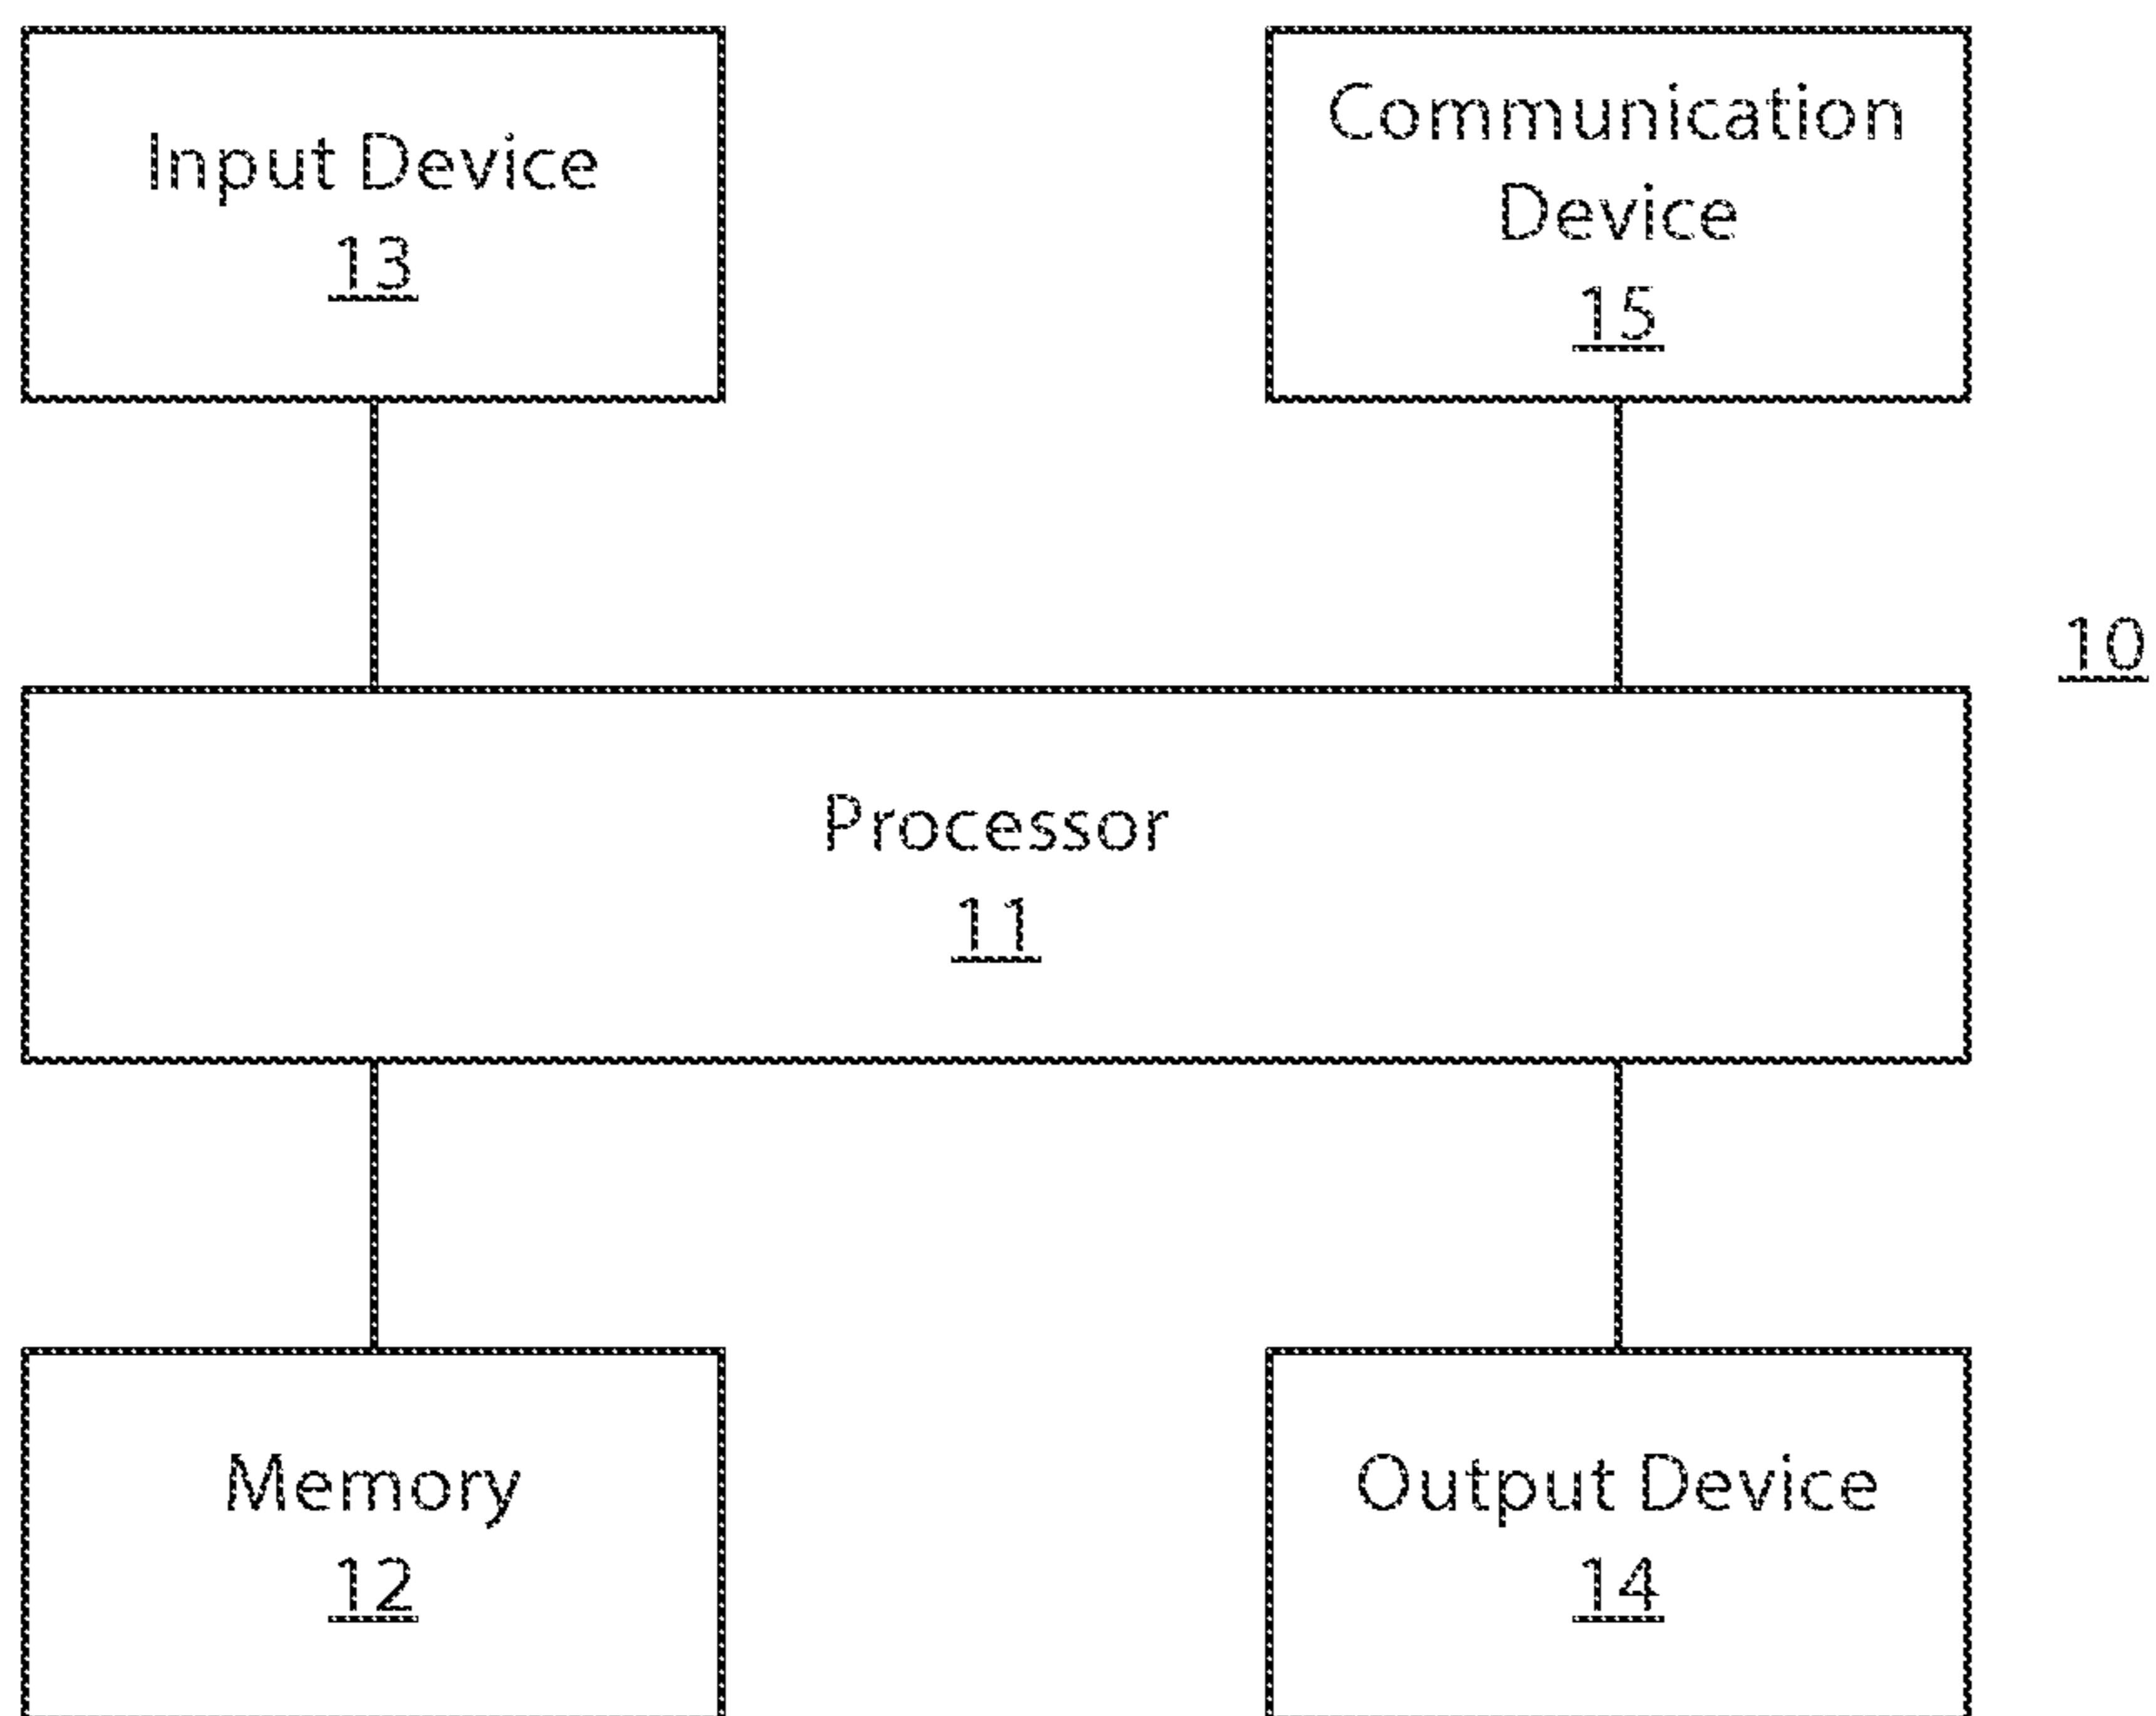 Input Device
13
Communication
Device
15
10
Processor
11
Memory
12
Output Device
14